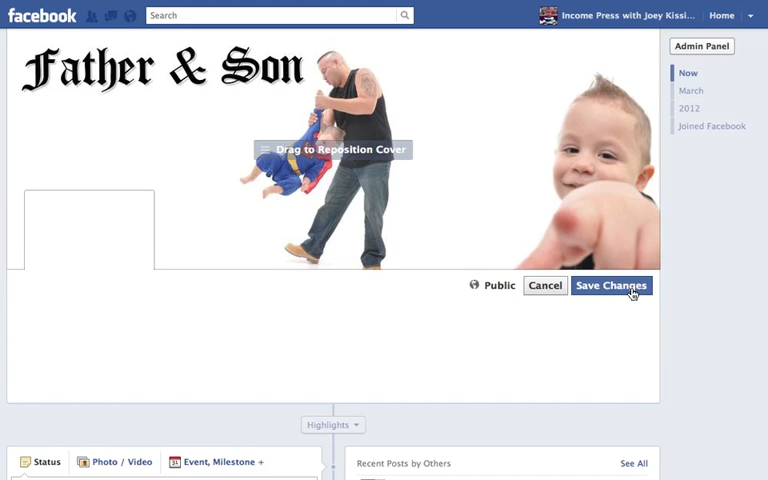 facebook
Search
Income Press with Joey Kissi...
Home
Father & Son
Drag to Reposition Cover
Admin Panel
Now
March
2012
Joined Facebook
Public
Cancel
Save Changes
Highlights
Status
Photo / Video
31
Event, Milestone +
Recent Posts by Others
See All